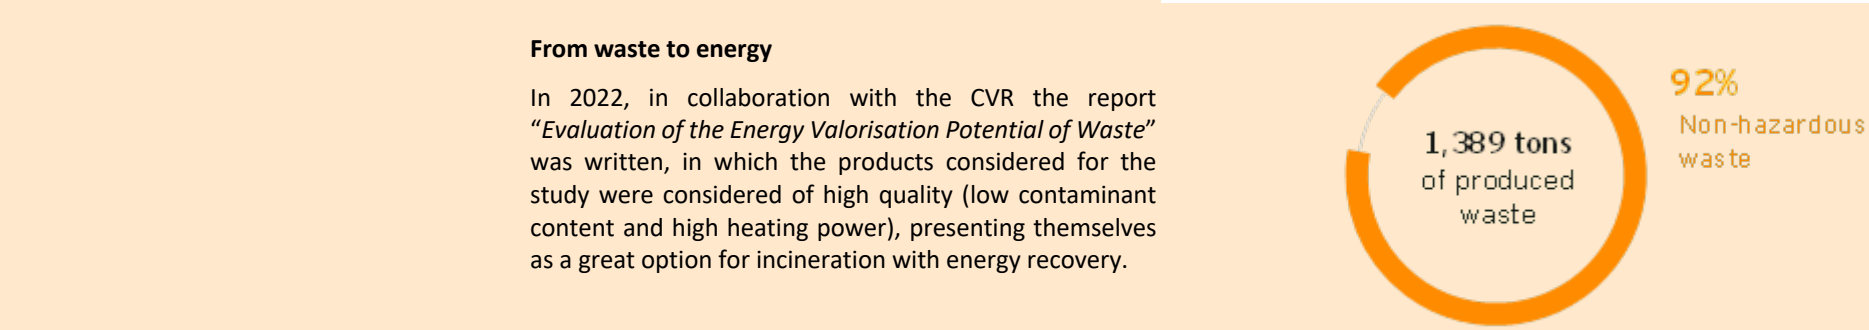 From waste to energy
In 2022, in collaboration with the CVR the report
“Evaluation of the Energy Valorisation Potential of Waste”
was written, in which the products considered for the
study were considered of high quality (low contaminant
content and high heating power), presenting themselves
as a great option for incineration with energy recovery.
1,389 tons
of produced
waste
92%
Non-hazardous
waste